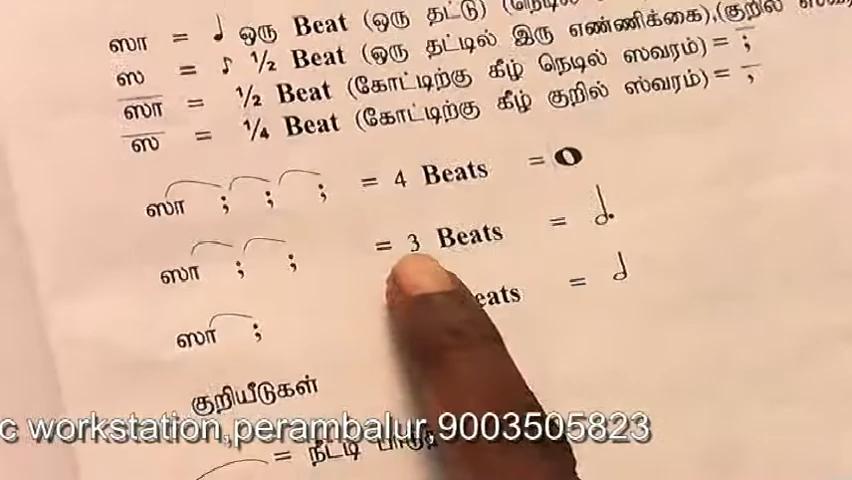 ஸா = ♩ ஒரு Beat (ஒரு தட்டு)
ஸ = ♪ ½ Beat (ஒரு தட்டில் இரு எண்ணிக்கை),(குறில்
ஸா = ½ Beat (கோட்டிற்கு கீழ் நெடில் ஸ்வரம்) = ;
ஸ = ¼ Beat (கோட்டிற்கு கீழ் குறில் ஸ்வரம்) = ,
ஸா ; ; ; = 4 Beats = 𝅝
ஸா ; ; = 3 Beats = 𝅗𝅥.
ஸா ; eats = 𝅗𝅥
குறியீடுகள்
c workstation,perambalur,9003505823
= நீட்டி